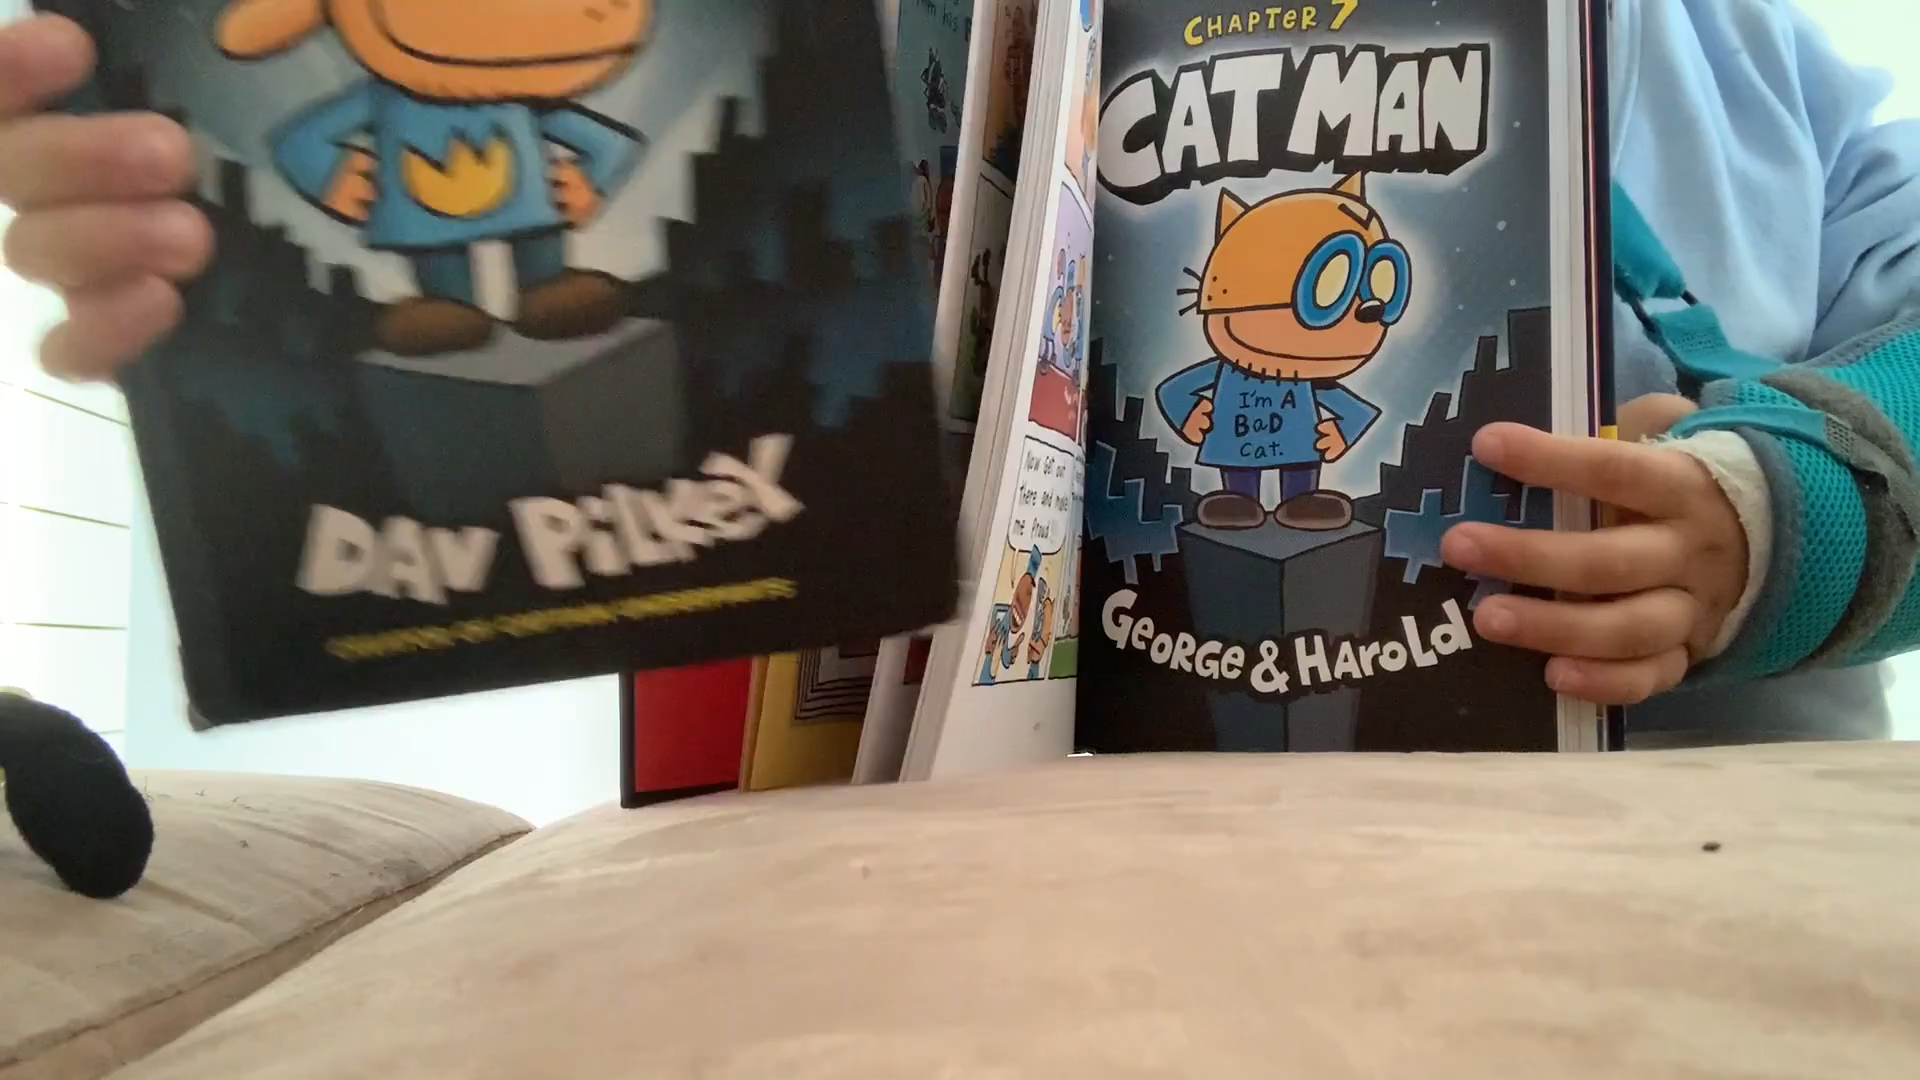 DAV PILKEY
Now Get out
there and make
me Proud!
CHAPTER 7
CAT MAN
I'm A
BaD
Cat.
GEORGE & HAROLD